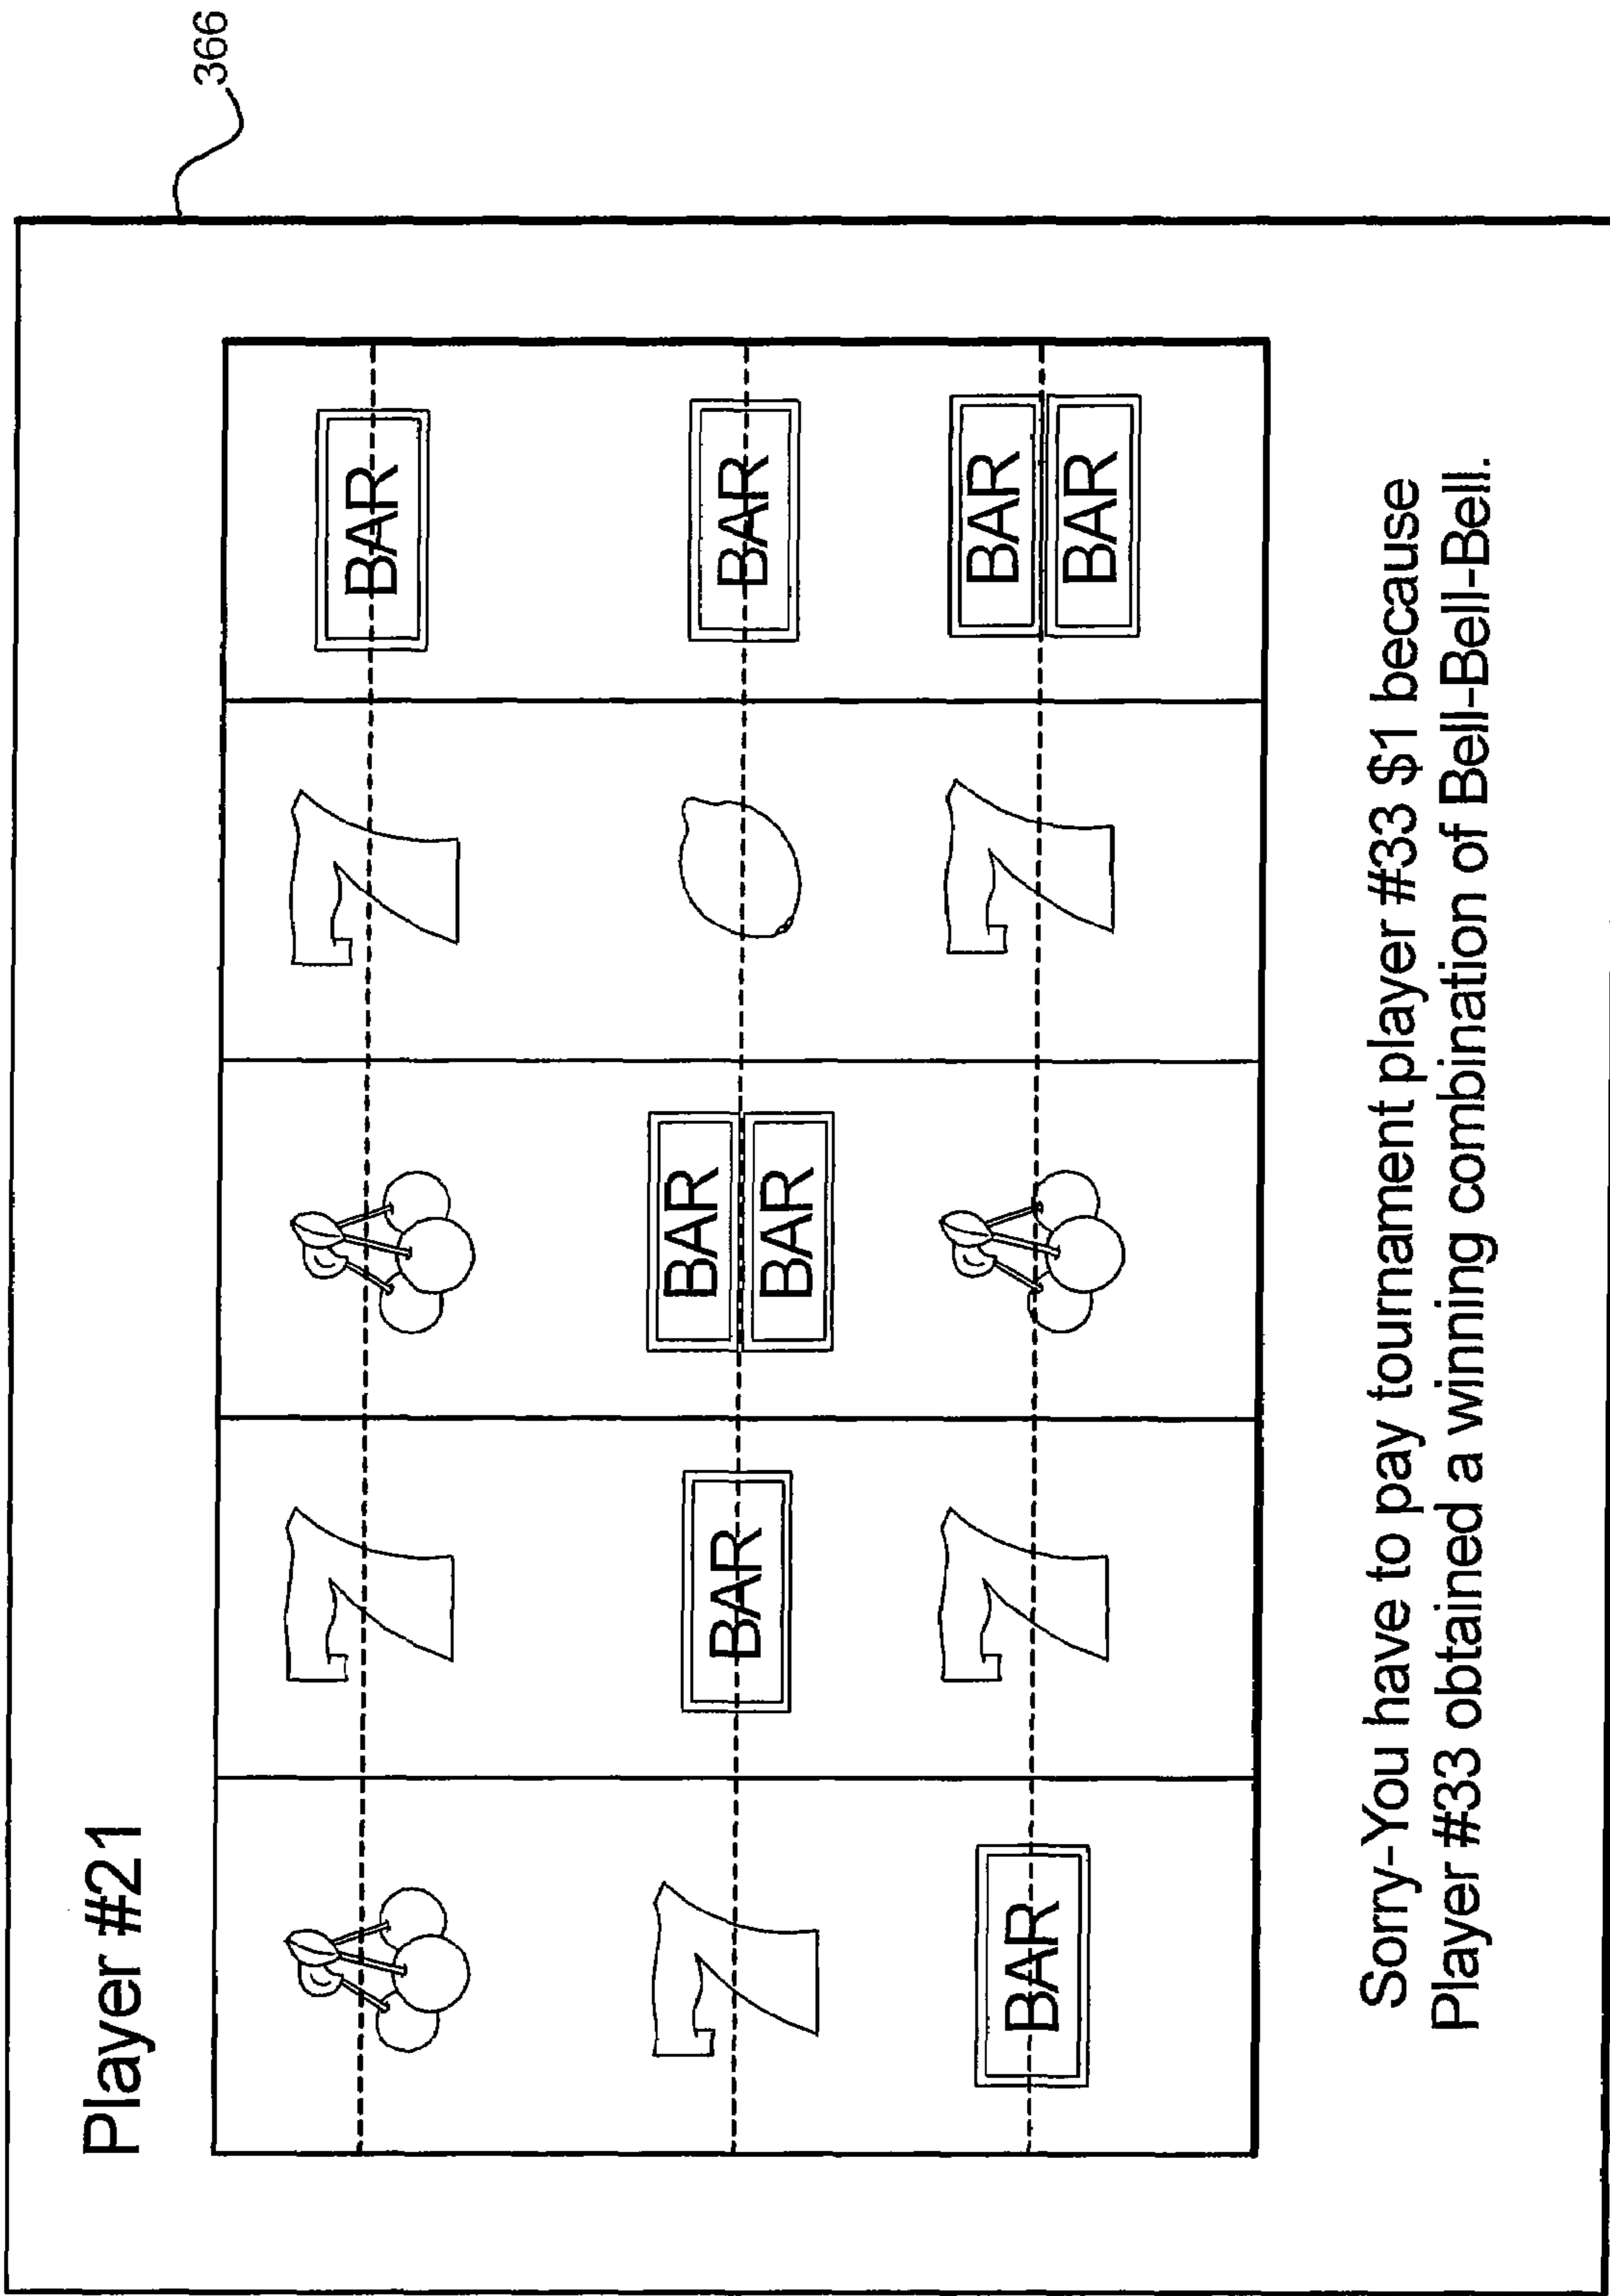 366
Player #21
BAR
BAR
BAR
BAR
BAR
BAR
BAR
BAR
Sorry-You have to pay tournament player #33 $1 because
Player #33 obtained a winning combination of Bell-Bell-Bell.